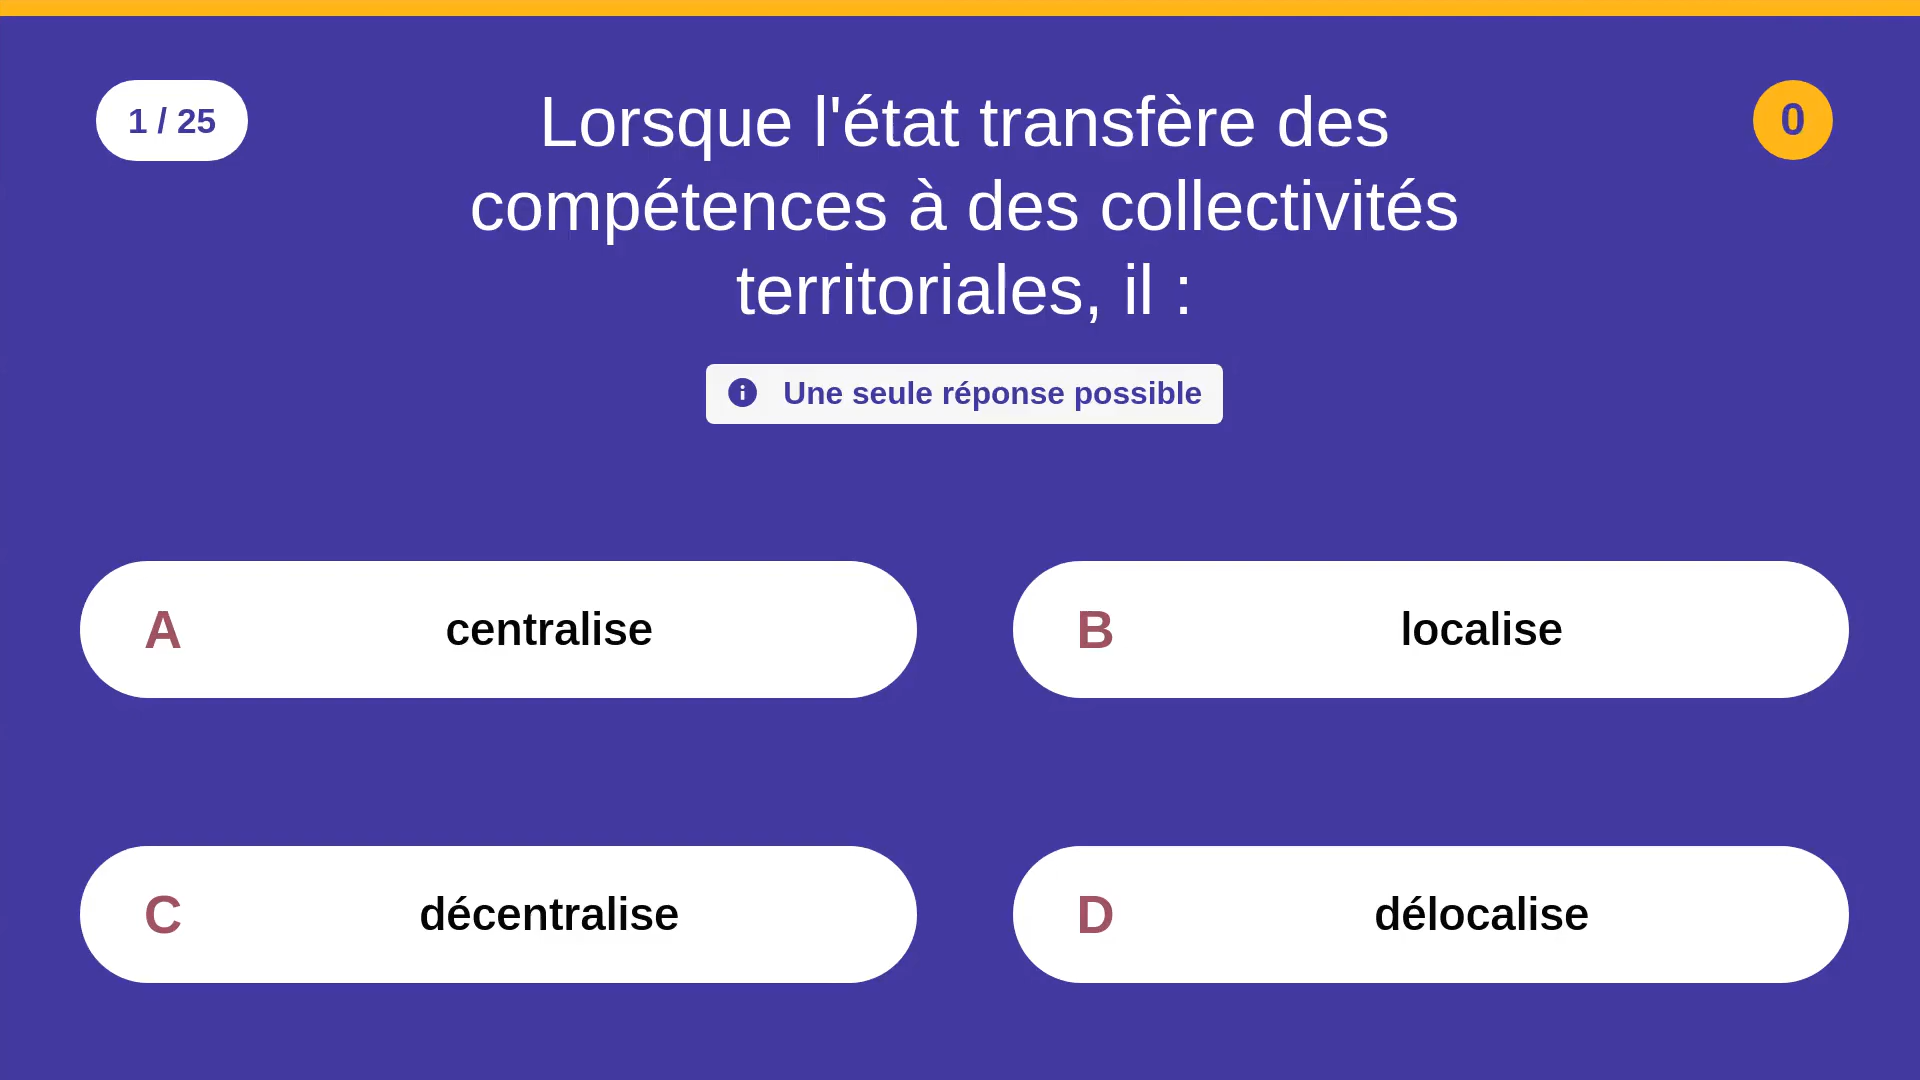 1 / 25
Lorsque l'état transfère des
compétences à des collectivités
territoriales, il :
0
Une seule réponse possible
A centralise
B localise
C décentralise
D délocalise